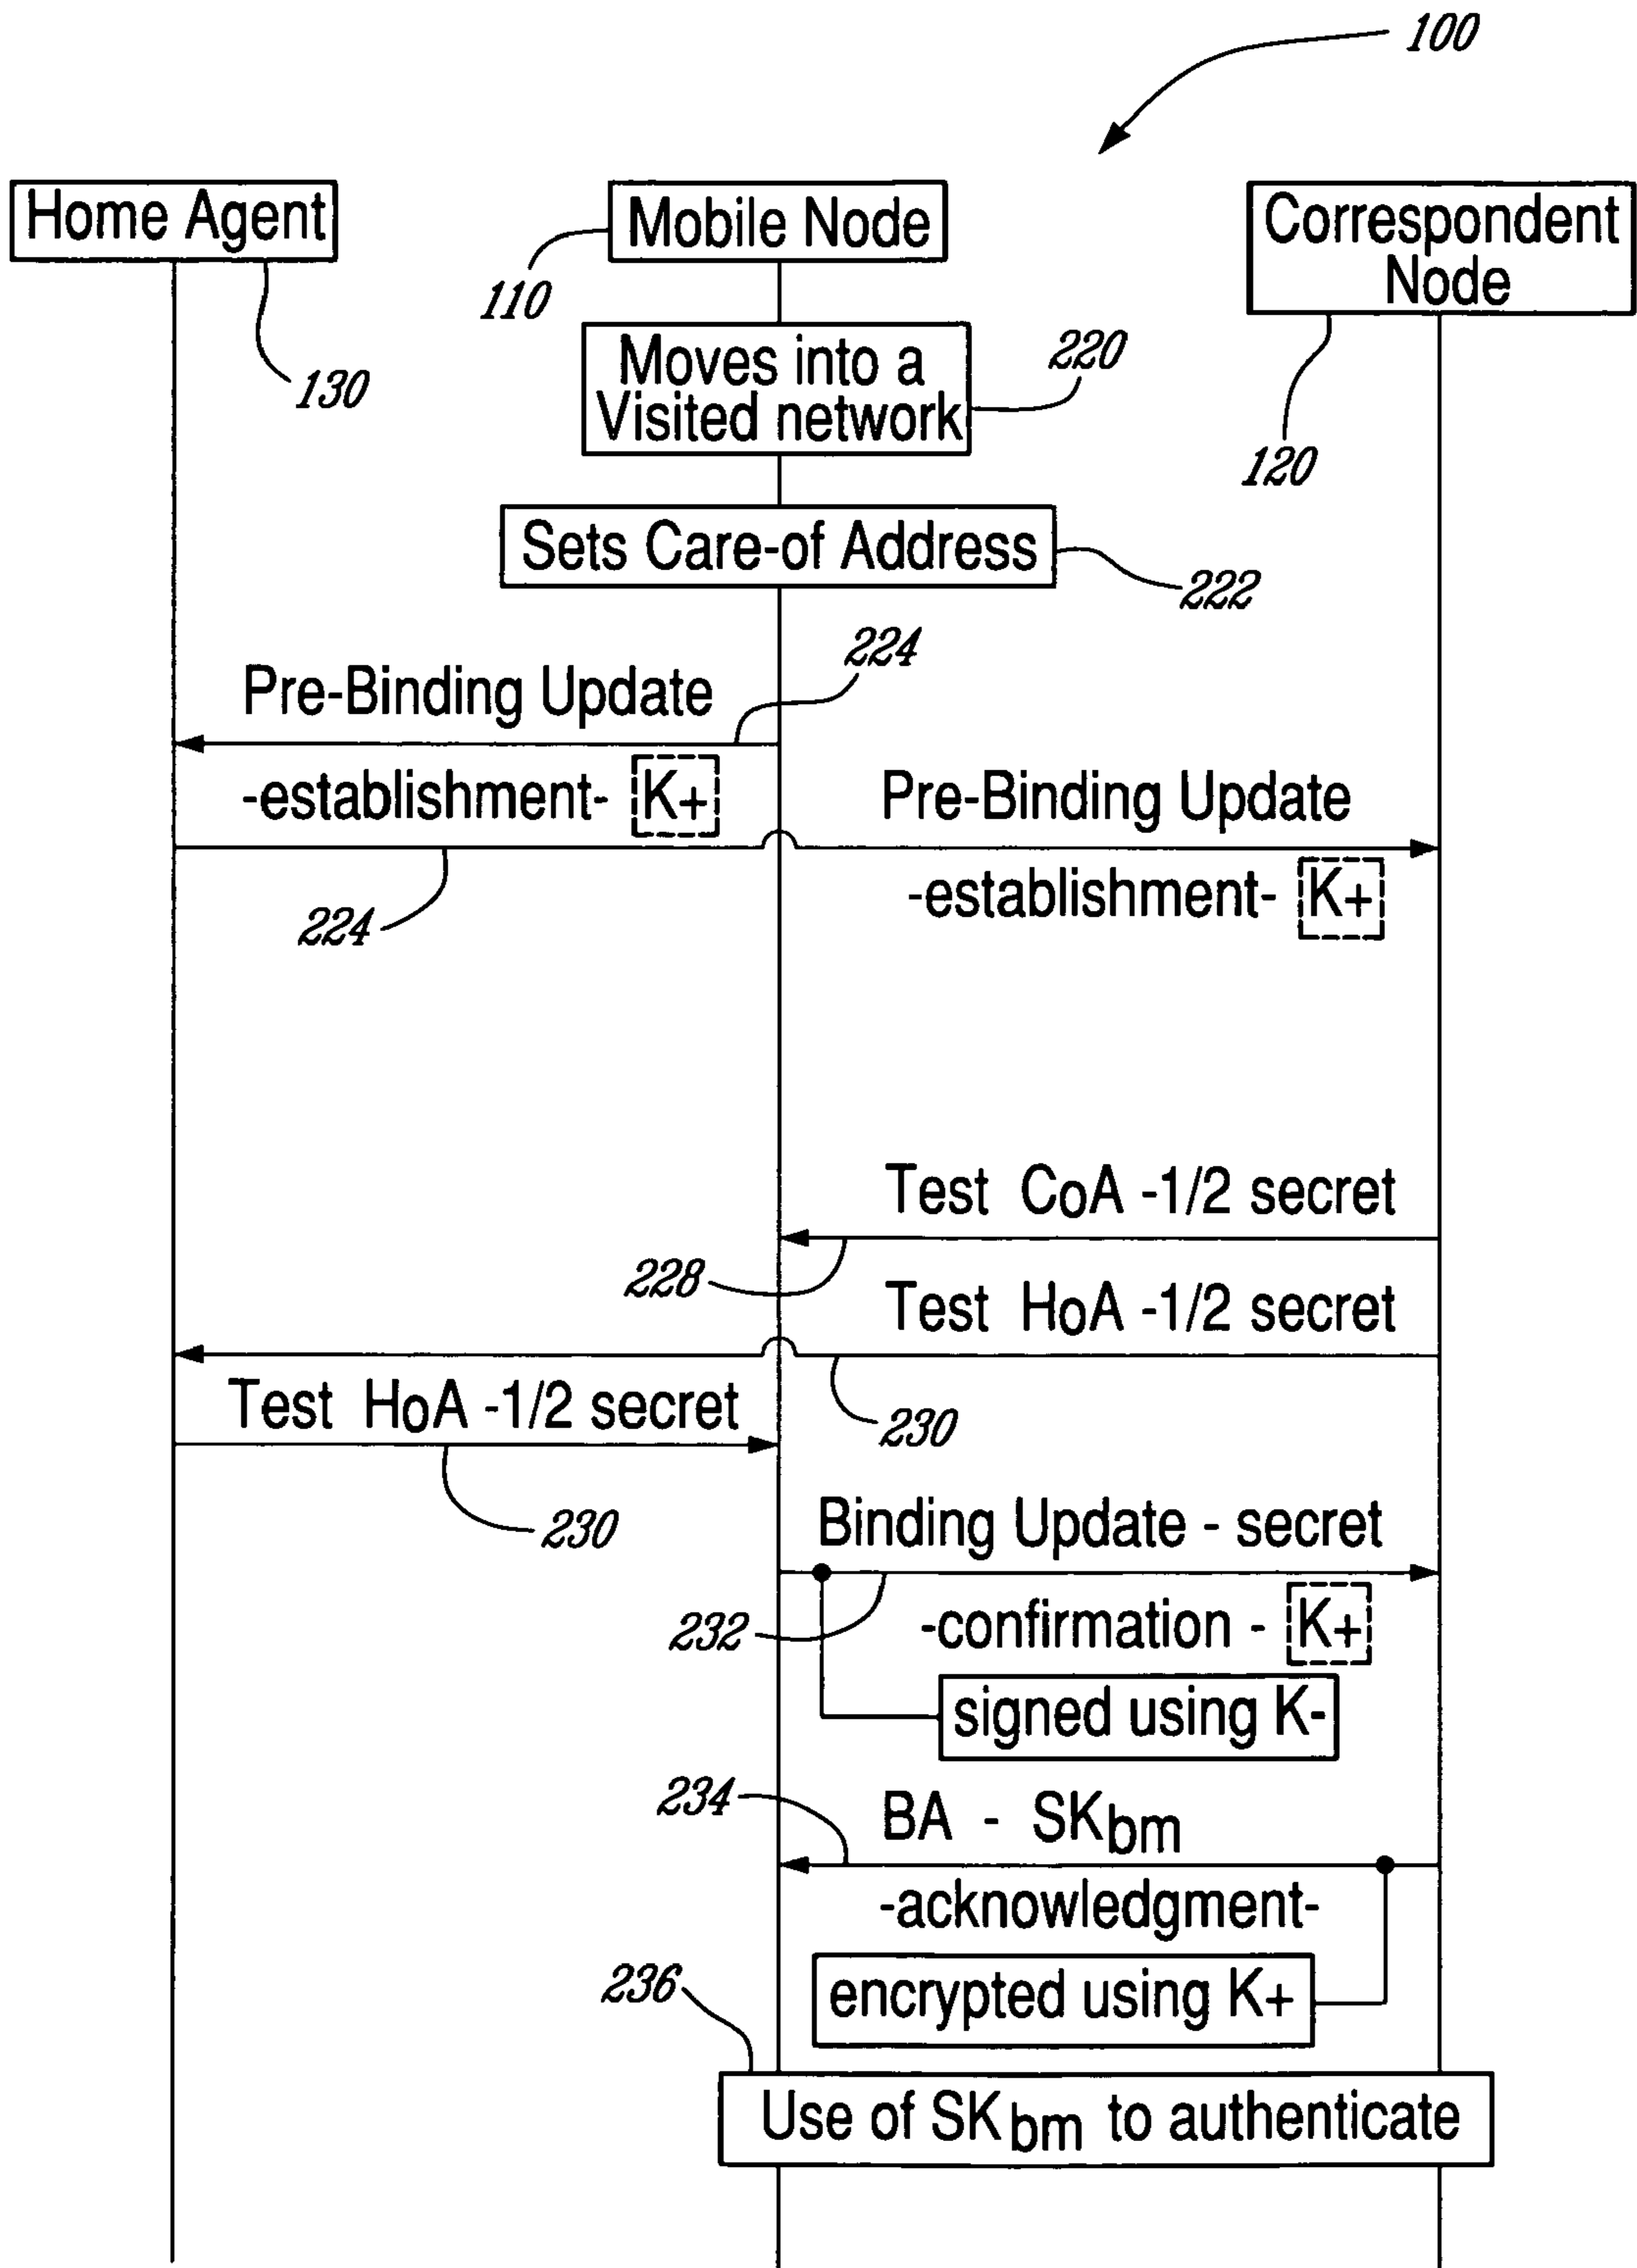 100
Home Agent
Mobile Node
Correspondent
Node
110
130
120
Moves into a
Visited network
220
Sets Care-of Address
222
224
Pre-Binding Update
-establishment- K+
Pre-Binding Update
224
-establishment- K+
Test CoA -1/2 secret
228
Test HoA -1/2 secret
230
Test HoA -1/2 secret
230
Binding Update - secret
232
-confirmation - K+
signed using K-
234
BA - SKbm
-acknowledgment-
236
encrypted using K+
Use of SKbm to authenticate